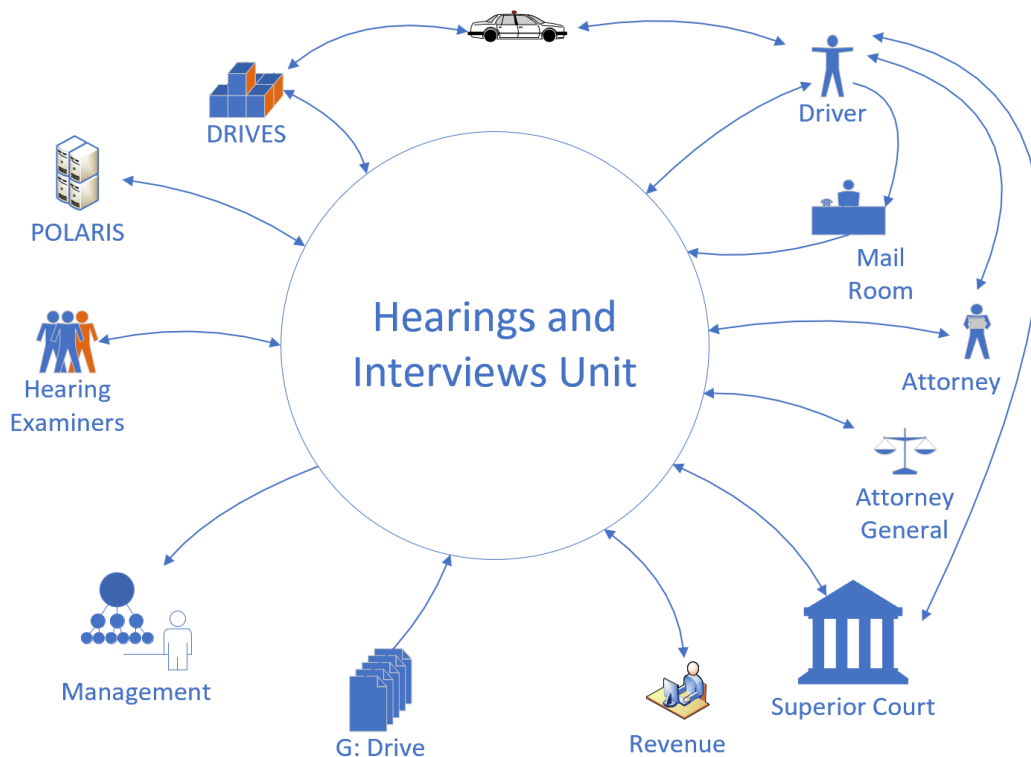 DRIVES
Driver
POLARIS
Mail
Room
Hearings and
Interviews Unit
Hearing
Examiners
Attorney
Attorney
General
Management
Superior Court
G: Drive
Revenue